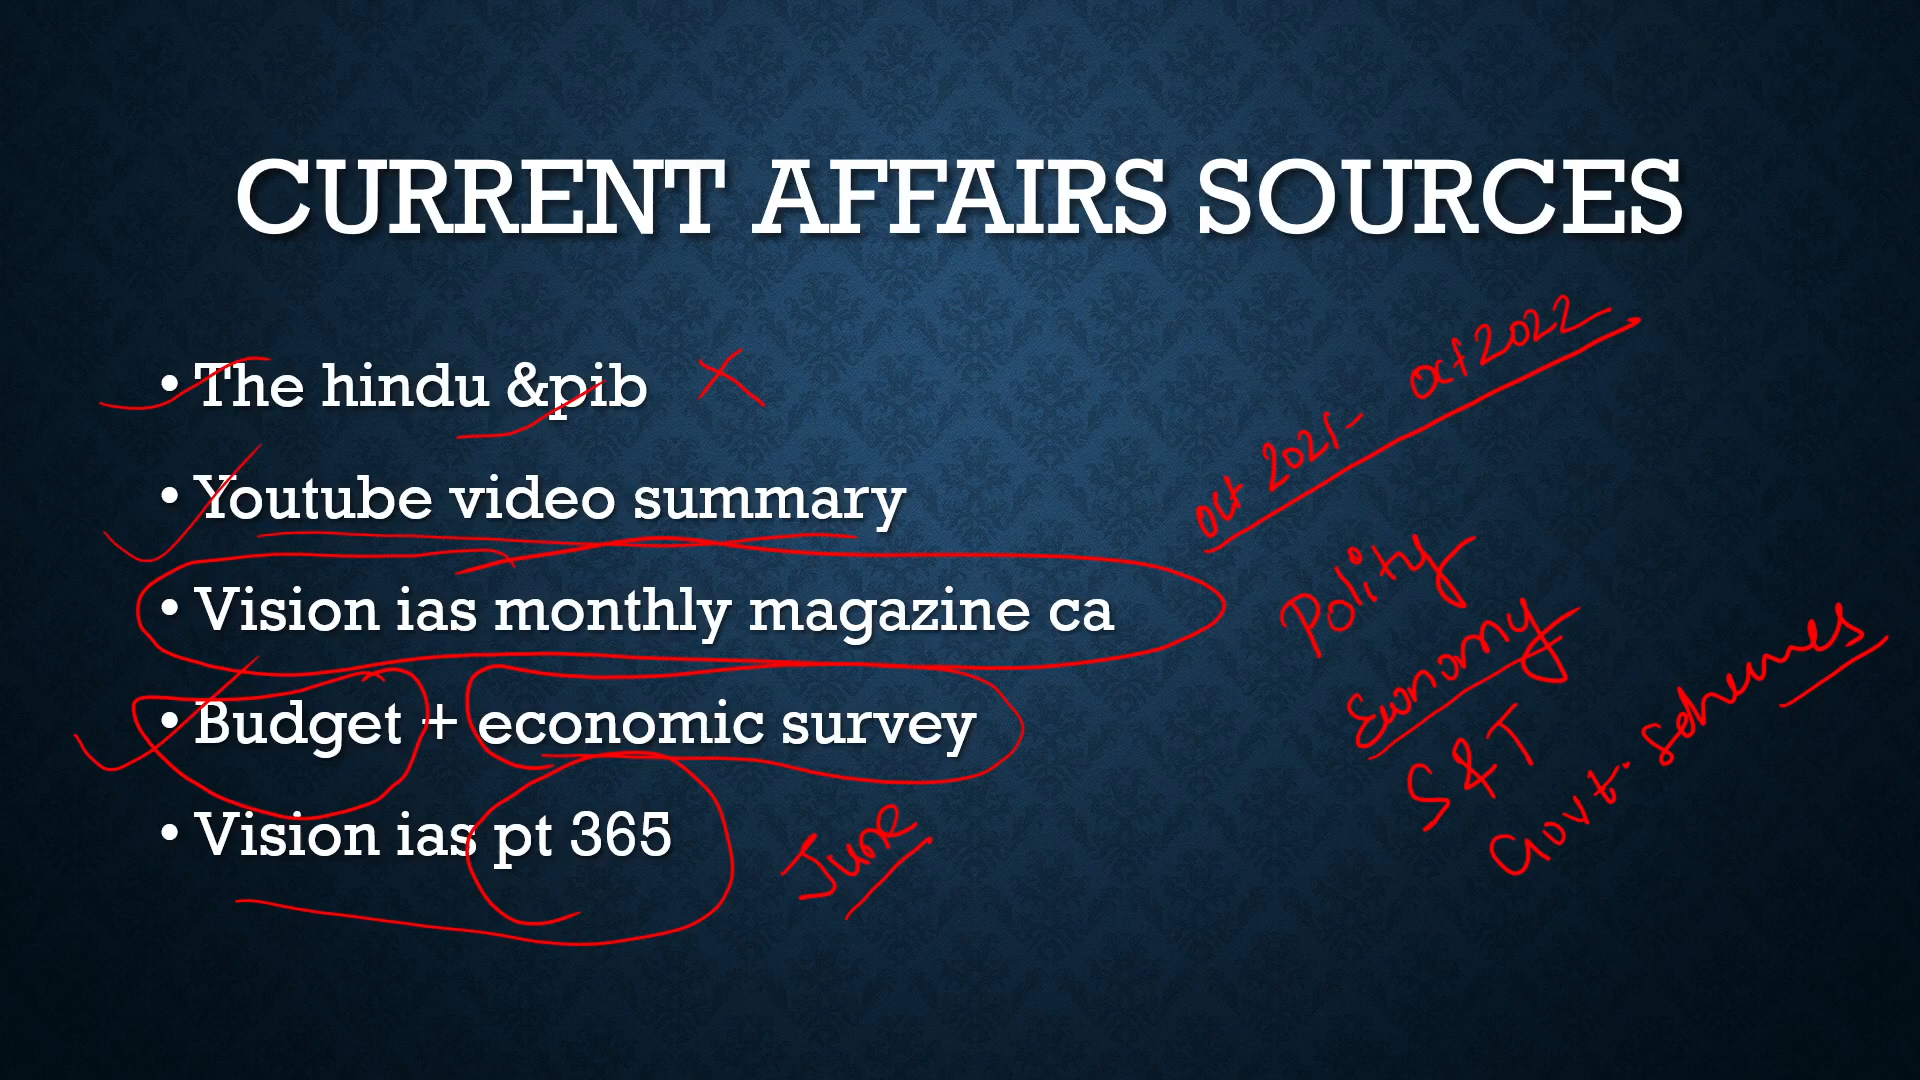 CURRENT AFFAIRS SOURCES
• The hindu &pib
• Youtube video summary
• Vision ias monthly magazine ca
• Budget + economic survey
• Vision ias pt 365
June
oct 2021 - oct 2022
Polity
Economy
S&T
Govt. Schemes